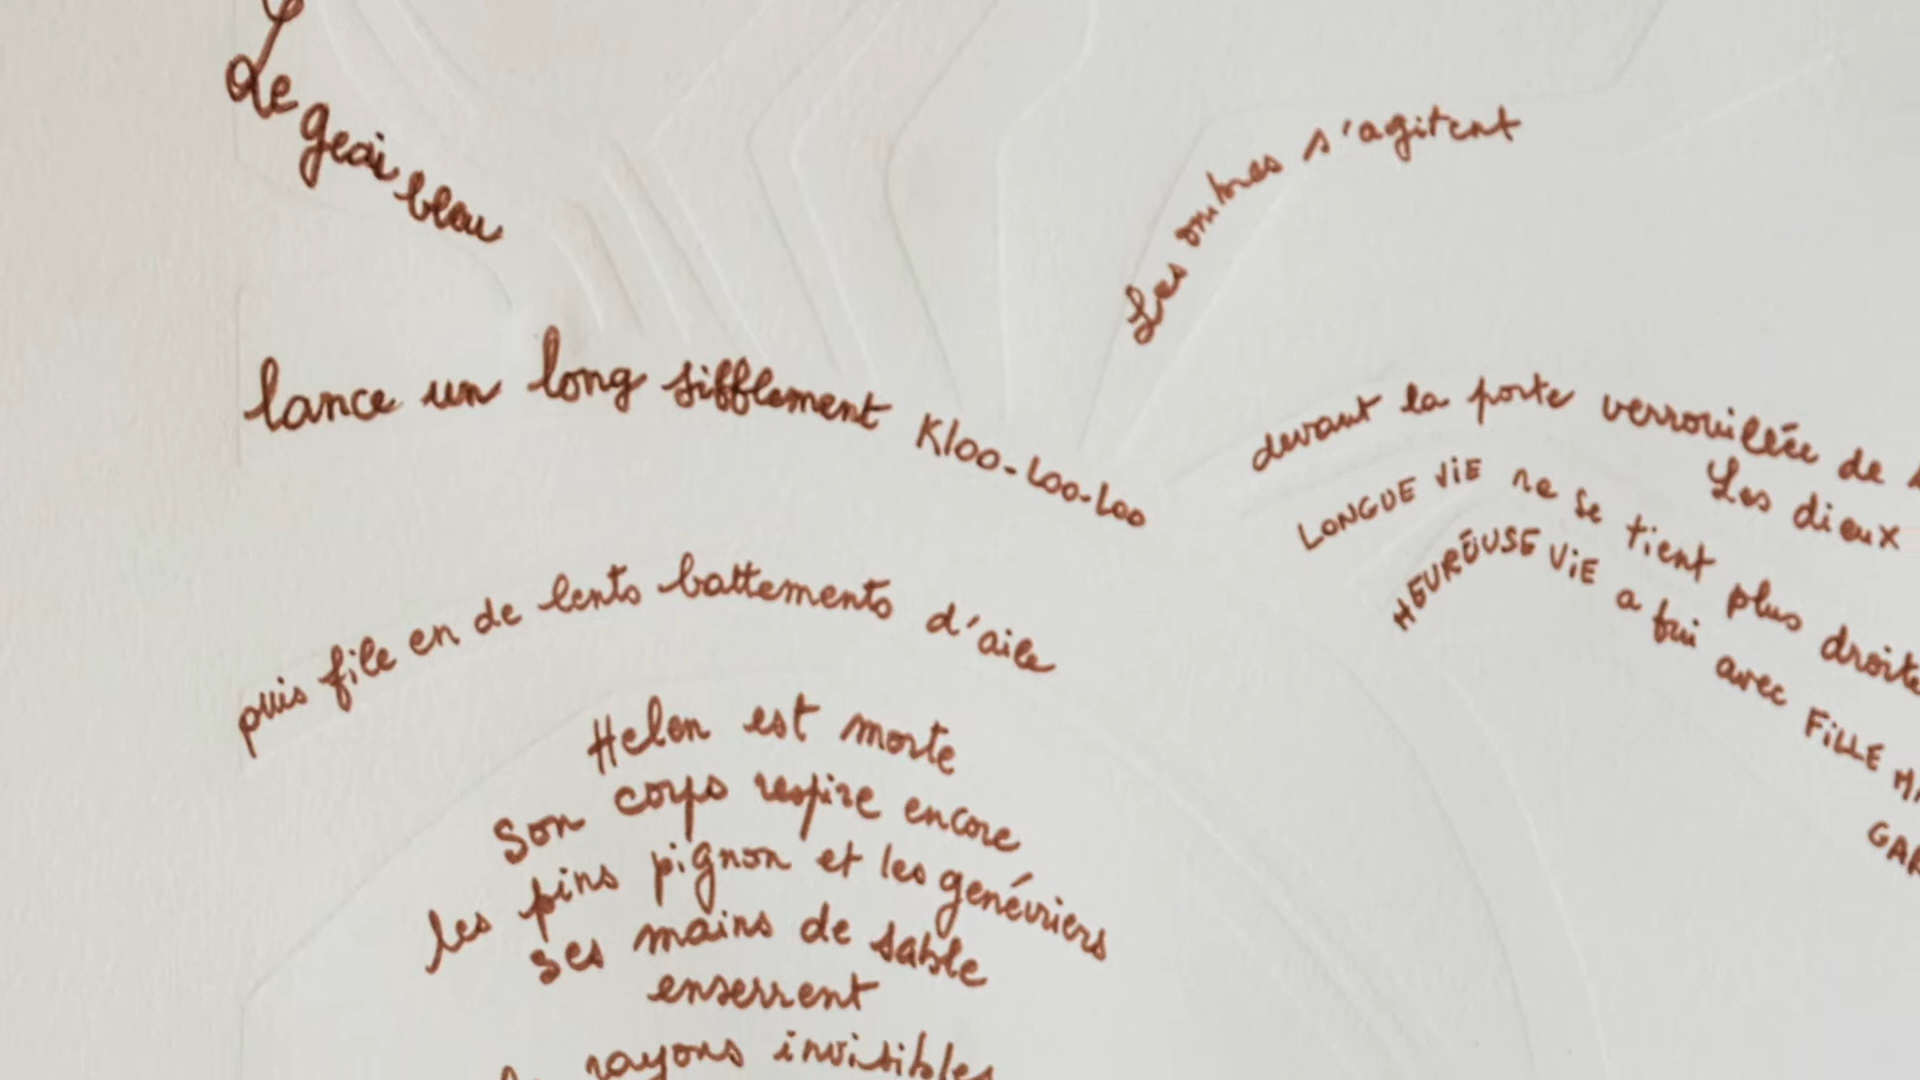 Le geai bleu
lance un long sifflement Kloo-Loo-Loo
puis file en de lents battements d'aile
Helen est morte
Son corps respire encore
les pins pignon et les genévriers
ses mains de sable
enserrent
rayons invisibles
Les ombres s'agitent
devant la porte verrouillée de
Les dieux
LONGUE ViE ne se tient plus droite
HEUREUSE ViE a fui avec FiLLE